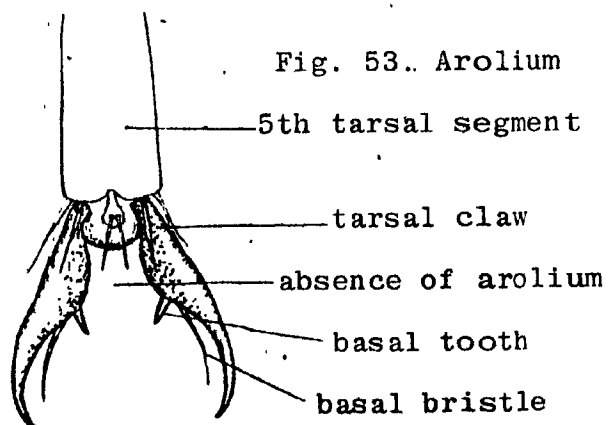 Fig. 53. Arolium
5th tarsal segment
tarsal claw
absence of arolium
basal tooth
basal bristle